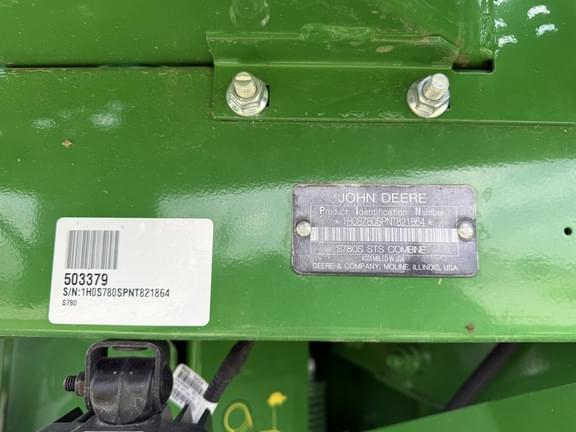 JOHN DEERE
Product Identification Number
*1H0S780SPNT821864*
S780S STS COMBINE
ASSEMBLED IN USA
DEERE & COMPANY, MOLINE, ILLINOIS, USA
503379
S/N:1H0S780SPNT821864
S780